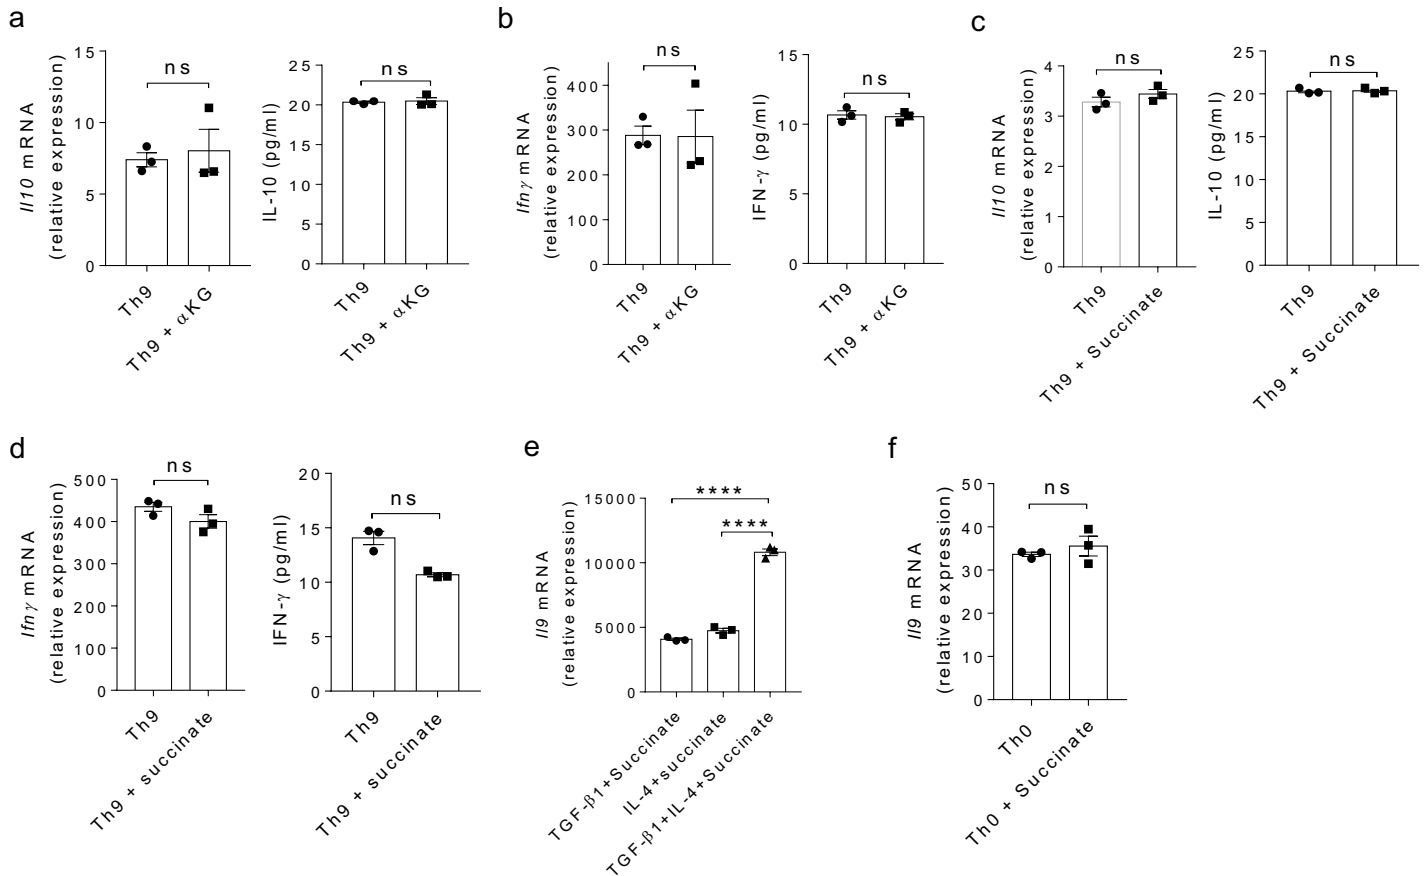 a
Il10 mRNA
(relative expression)
15
10
5
0
ns
Th9
Th9 + αKG
IL-10 (pg/ml)
25
20
15
10
5
0
ns
Th9
Th9 + αKG
b
Ifnγ mRNA
(relative expression)
400
300
200
100
0
ns
Th9
Th9 + αKG
IFN-γ (pg/ml)
15
10
5
0
ns
Th9
Th9 + αKG
c
Il10 mRNA
(relative expression)
4
3
2
1
0
ns
Th9
Th9 + Succinate
IL-10 (pg/ml)
25
20
15
10
5
0
ns
Th9
Th9 + Succinate
d
Ifnγ mRNA
(relative expression)
500
400
300
200
100
0
ns
Th9
Th9 + succinate
IFN-γ (pg/ml)
20
15
10
5
0
ns
Th9
Th9 + succinate
e
Il9 mRNA
(relative expression)
15000
10000
5000
0
****
****
TGF-β1+Succinate
IL-4+succinate
TGF-β1+IL-4+Succinate
f
Il9 mRNA
(relative expression)
50
40
30
20
10
0
ns
Th0
Th0 + Succinate